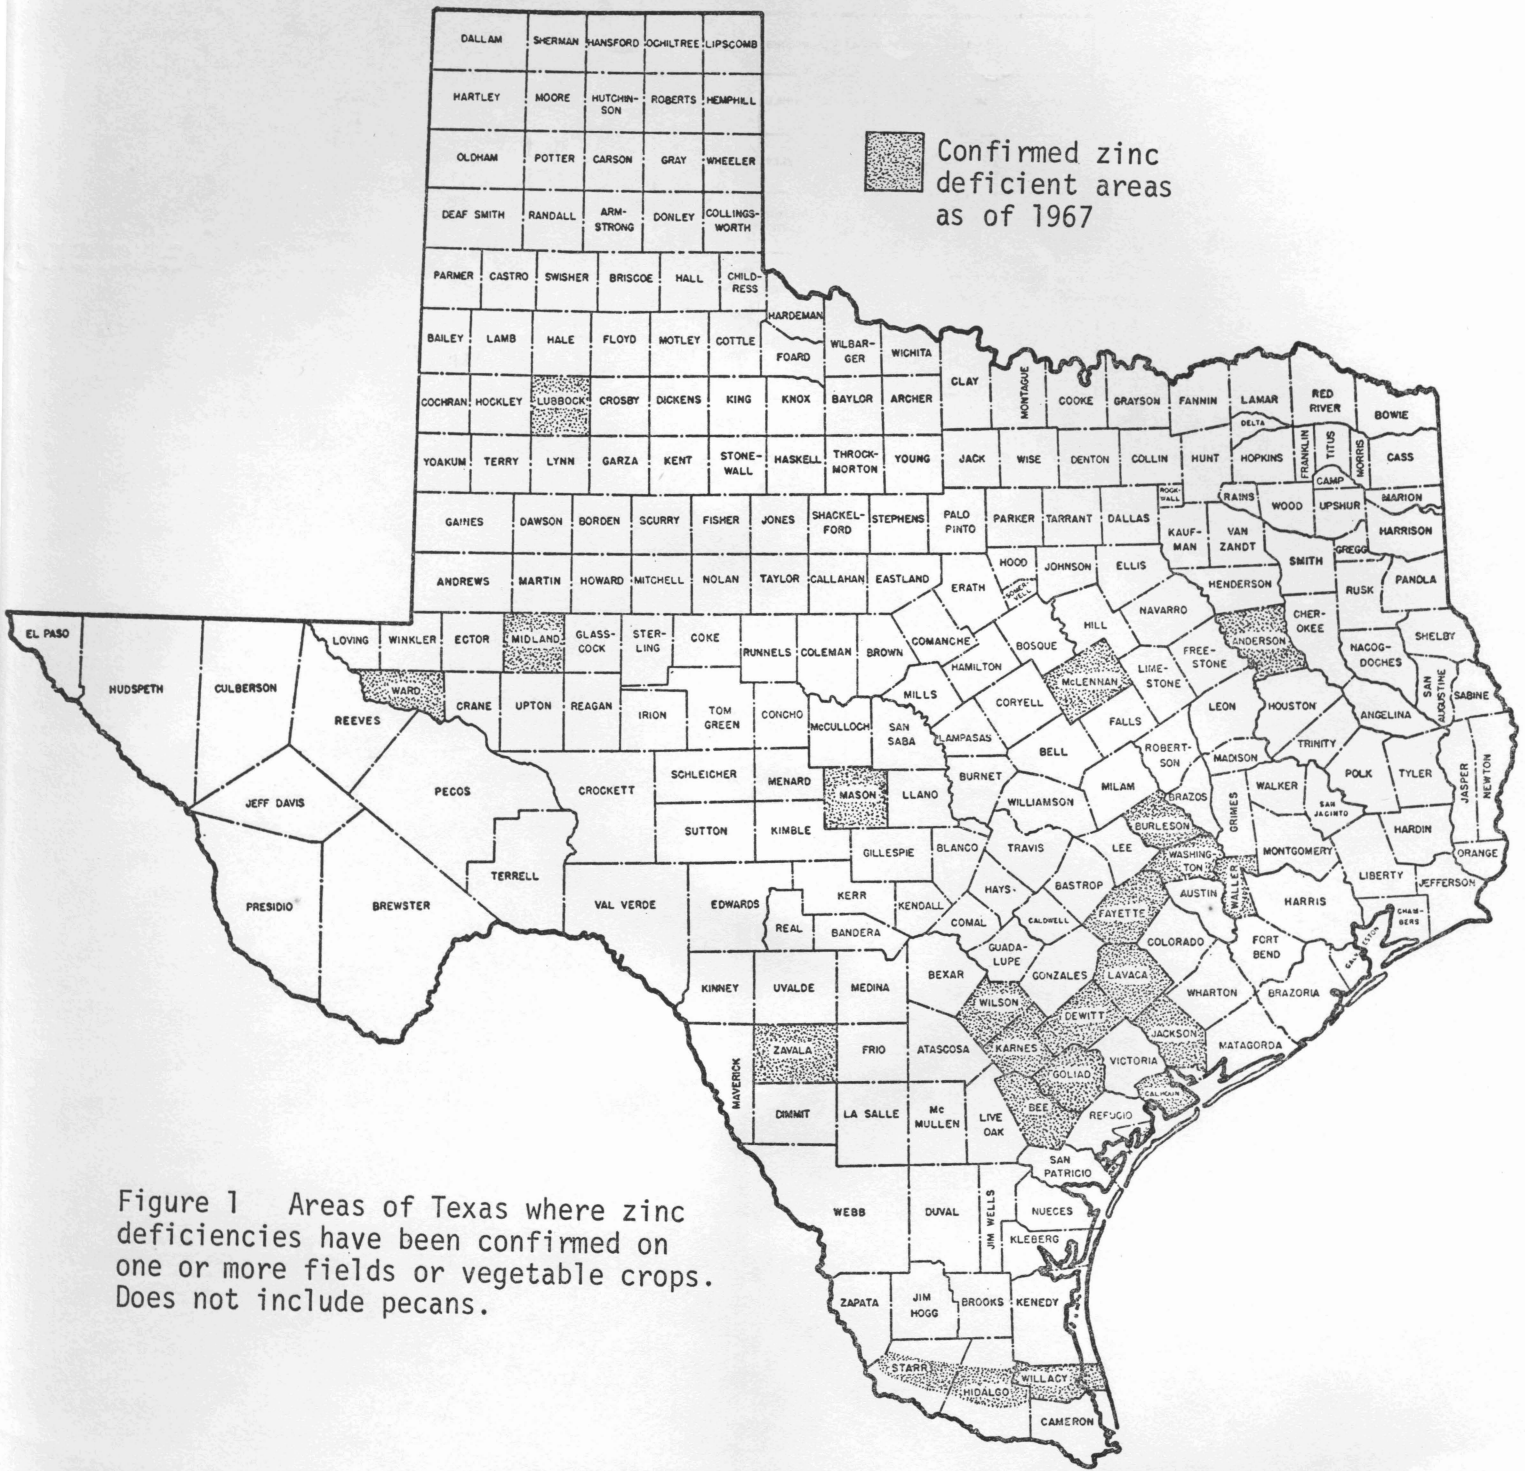 DALLAM SHERMAN HANSFORD OCHILTREE LIPSCOMB
HARTLEY MOORE HUTCHIN-
SON ROBERTS HEMPHILL
OLDHAM POTTER CARSON GRAY WHEELER
Confirmed zinc
deficient areas
as of 1967
DEAF SMITH RANDALL ARM-
STRONG DONLEY COLLINGS-
WORTH
PARMER CASTRO SWISHER BRISCOE HALL CHILD-
RESS
HARDEMAN
BAILEY LAMB HALE FLOYD MOTLEY COTTLE FOARD WILBAR-
GER WICHITA
CLAY MONTAGUE COOKE GRAYSON FANNIN LAMAR RED
RIVER BOWIE
DELTA
COCHRAN HOCKLEY LUBBOCK CROSBY DICKENS KING KNOX BAYLOR ARCHER
YOAKUM TERRY LYNN GARZA KENT STONE-
WALL HASKELL THROCK-
MORTON YOUNG JACK WISE DENTON COLLIN HUNT HOPKINS FRANKLIN TITUS MORRIS CASS
CAMP
ROCK-
WALL RAINS WOOD UPSHUR MARION
GAINES DAWSON BORDEN SCURRY FISHER JONES SHACKEL-
FORD STEPHENS PALO
PINTO PARKER TARRANT DALLAS KAUF-
MAN VAN
ZANDT HARRISON
SMITH GREGG
ANDREWS MARTIN HOWARD MITCHELL NOLAN TAYLOR CALLAHAN EASTLAND ERATH HOOD JOHNSON ELLIS HENDERSON RUSK PANOLA
SOMER-
VELL
EL PASO LOVING WINKLER ECTOR MIDLAND GLASS-
COCK STER-
LING COKE RUNNELS COLEMAN BROWN COMANCHE BOSQUE HILL NAVARRO ANDERSON CHER-
OKEE NACOG-
DOCHES SHELBY
HUDSPETH CULBERSON REEVES WARD CRANE UPTON REAGAN IRION TOM
GREEN CONCHO McCULLOCH SAN
SABA MILLS HAMILTON CORYELL McLENNAN LIME-
STONE FREE-
STONE LEON HOUSTON ANGELINA SAN
AUGUSTINE SABINE
LAMPASAS BELL FALLS ROBERT-
SON MADISON TRINITY
JEFF DAVIS PECOS CROCKETT SCHLEICHER MENARD MASON LLANO BURNET WILLIAMSON MILAM BRAZOS GRIMES WALKER SAN
JACINTO POLK TYLER JASPER NEWTON
SUTTON KIMBLE GILLESPIE BLANCO TRAVIS LEE BURLESON WASHING-
TON MONTGOMERY HARDIN ORANGE
PRESIDIO BREWSTER TERRELL VAL VERDE EDWARDS KERR KENDALL HAYS BASTROP FAYETTE AUSTIN WALLER HARRIS LIBERTY JEFFERSON
REAL BANDERA COMAL CALDWELL COLORADO FORT
BEND GALVESTON CHAM-
BERS
KINNEY UVALDE MEDINA BEXAR GUADA-
LUPE GONZALES LAVACA WHARTON BRAZORIA
WILSON DEWITT JACKSON MATAGORDA
MAVERICK ZAVALA FRIO ATASCOSA KARNES GOLIAD VICTORIA CALHOUN
DIMMIT LA SALLE Mc
MULLEN LIVE
OAK BEE REFUGIO
SAN
PATRICIO
WEBB DUVAL JIM WELLS NUECES
KLEBERG
ZAPATA JIM
HOGG BROOKS KENEDY
STARR HIDALGO WILLACY
CAMERON
Figure 1 Areas of Texas where zinc
deficiencies have been confirmed on
one or more fields or vegetable crops.
Does not include pecans.